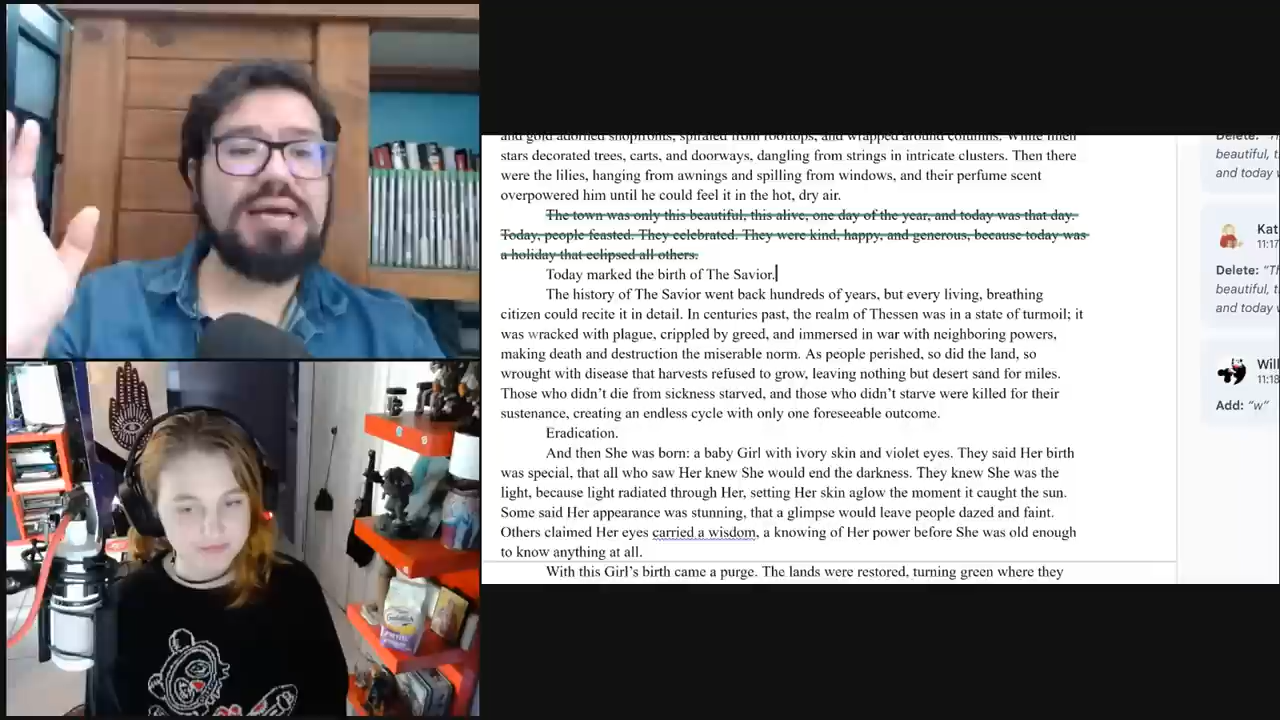 and gold adorned shopfronts, spiraled from rooftops, and wrapped around columns. White linen
stars decorated trees, carts, and doorways, dangling from strings in intricate clusters. Then there
were the lilies, hanging from awnings and spilling from windows, and their perfume scent
overpowered him until he could feel it in the hot, dry air.
The town was only this beautiful, this alive, one day of the year, and today was that day.
Today, people feasted. They celebrated. They were kind, happy, and generous, because today was
a holiday that eclipsed all others.
Today marked the birth of The Savior.
The history of The Savior went back hundreds of years, but every living, breathing
citizen could recite it in detail. In centuries past, the realm of Thessen was in a state of turmoil; it
was wracked with plague, crippled by greed, and immersed in war with neighboring powers,
making death and destruction the miserable norm. As people perished, so did the land, so
wrought with disease that harvests refused to grow, leaving nothing but desert sand for miles.
Those who didn't die from sickness starved, and those who didn't starve were killed for their
sustenance, creating an endless cycle with only one foreseeable outcome.
Eradication.
And then She was born: a baby Girl with ivory skin and violet eyes. They said Her birth
was special, that all who saw Her knew She would end the darkness. They knew She was the
light, because light radiated through Her, setting Her skin aglow the moment it caught the sun.
Some said Her appearance was stunning, that a glimpse would leave people dazed and faint.
Others claimed Her eyes carried a wisdom, a knowing of Her power before She was old enough
to know anything at all.
With this Girl's birth came a purge. The lands were restored, turning green where they
Delete: "T
beautiful, t
and today v
Kat
11:17
Delete: "Th
beautiful, t
and today v
Will
11:18
Add: "w"
Goldfish